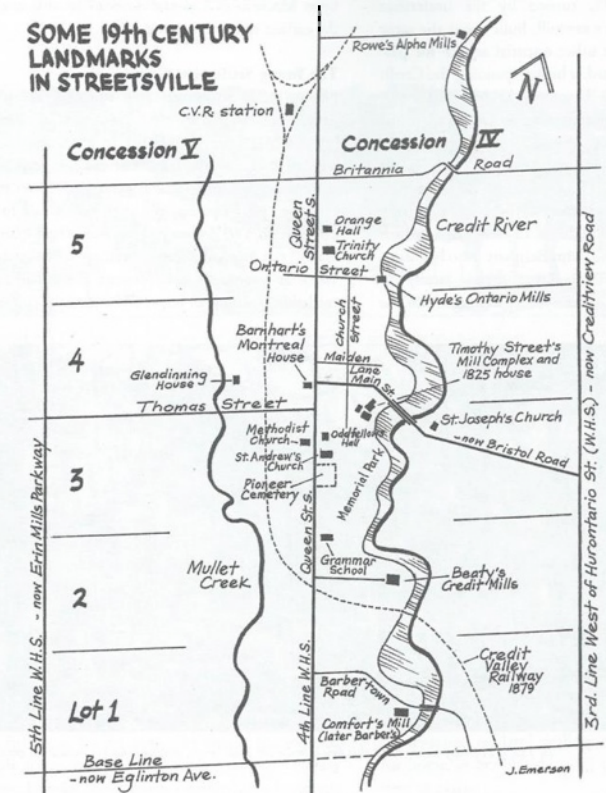 SOME 19TH CENTURY
LANDMARKS
IN STREETSVILLE
Rowe's Alpha Mills
N
C.V.R. station
Concession V
Concession IV
Britannia Road
5
Queen
Street S.
Orange
Hall
Trinity
Church
Credit River
Ontario Street
Hyde's Ontario Mills
Church
Street
Barnhart's
Montreal
House
4
Maiden
Lane
Main St.
Timothy Street's
Mill Complex and
1825 house
Glendinning
House
Thomas Street
St. Joseph's Church
-now Bristol Road
Methodist
Church
Oddfellows
Hall
St. Andrew's
Church
3
Pioneer
Cemetery
Memorial Park
Queen St. S.
Grammar
School
Mullet
Creek
Beaty's
Credit Mills
2
Credit
Valley
Railway
1879
Barbertown
Road
Lot 1
Comfort's Mill
(later Barber's)
4th Line W.H.S.
5th Line W.H.S. - now Erin Mills Parkway
3rd. Line West of Hurontario St. (W.H.S.) - now Creditview Road
Base Line
-now Eglinton Ave.
J. Emerson